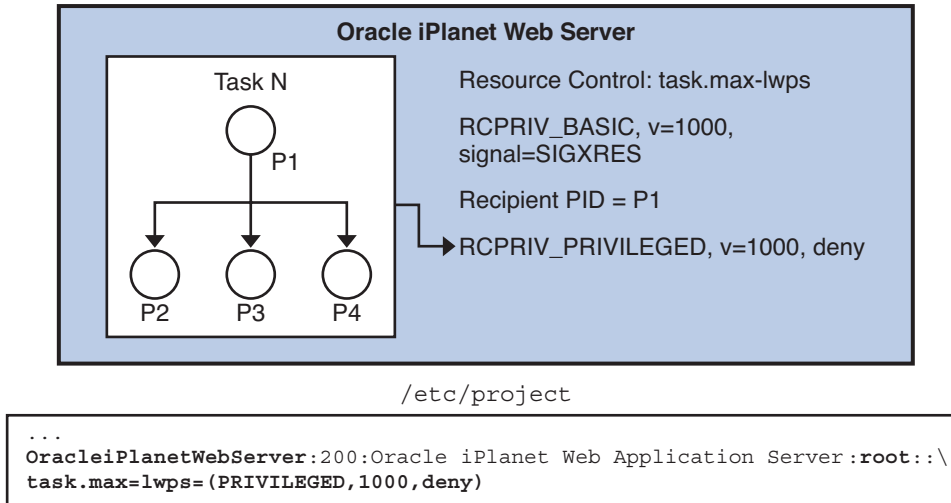 Oracle iPlanet Web Server
Task N
P1
P2 P3 P4
Resource Control: task.max-lwps
RCPRIV_BASIC, v=1000,
signal=SIGXRES
Recipient PID = P1
RCPRIV_PRIVILEGED, v=1000, deny
/etc/project
...
OracleiPlanetWebServer:200:Oracle iPlanet Web Application Server:root::\
task.max=lwps=(PRIVILEGED,1000,deny)